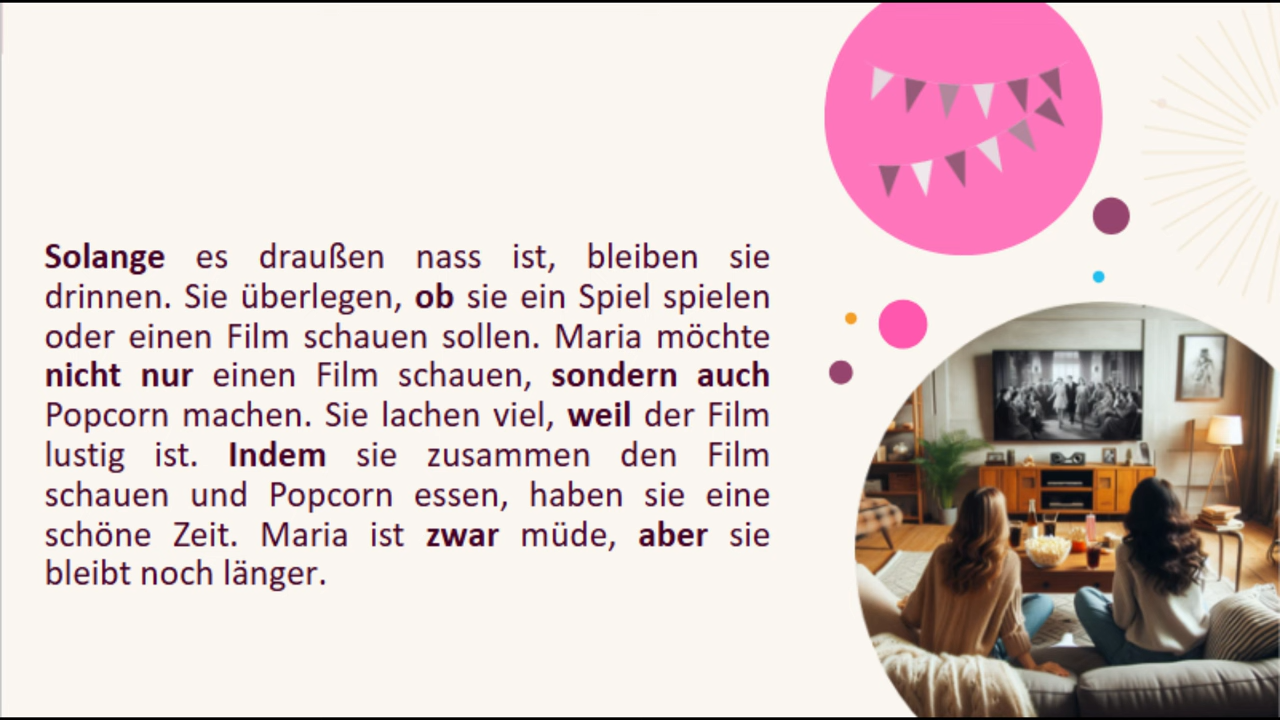 Solange es draußen nass ist, bleiben sie
drinnen. Sie überlegen, ob sie ein Spiel spielen
oder einen Film schauen sollen. Maria möchte
nicht nur einen Film schauen, sondern auch
Popcorn machen. Sie lachen viel, weil der Film
lustig ist. Indem sie zusammen den Film
schauen und Popcorn essen, haben sie eine
schöne Zeit. Maria ist zwar müde, aber sie
bleibt noch länger.